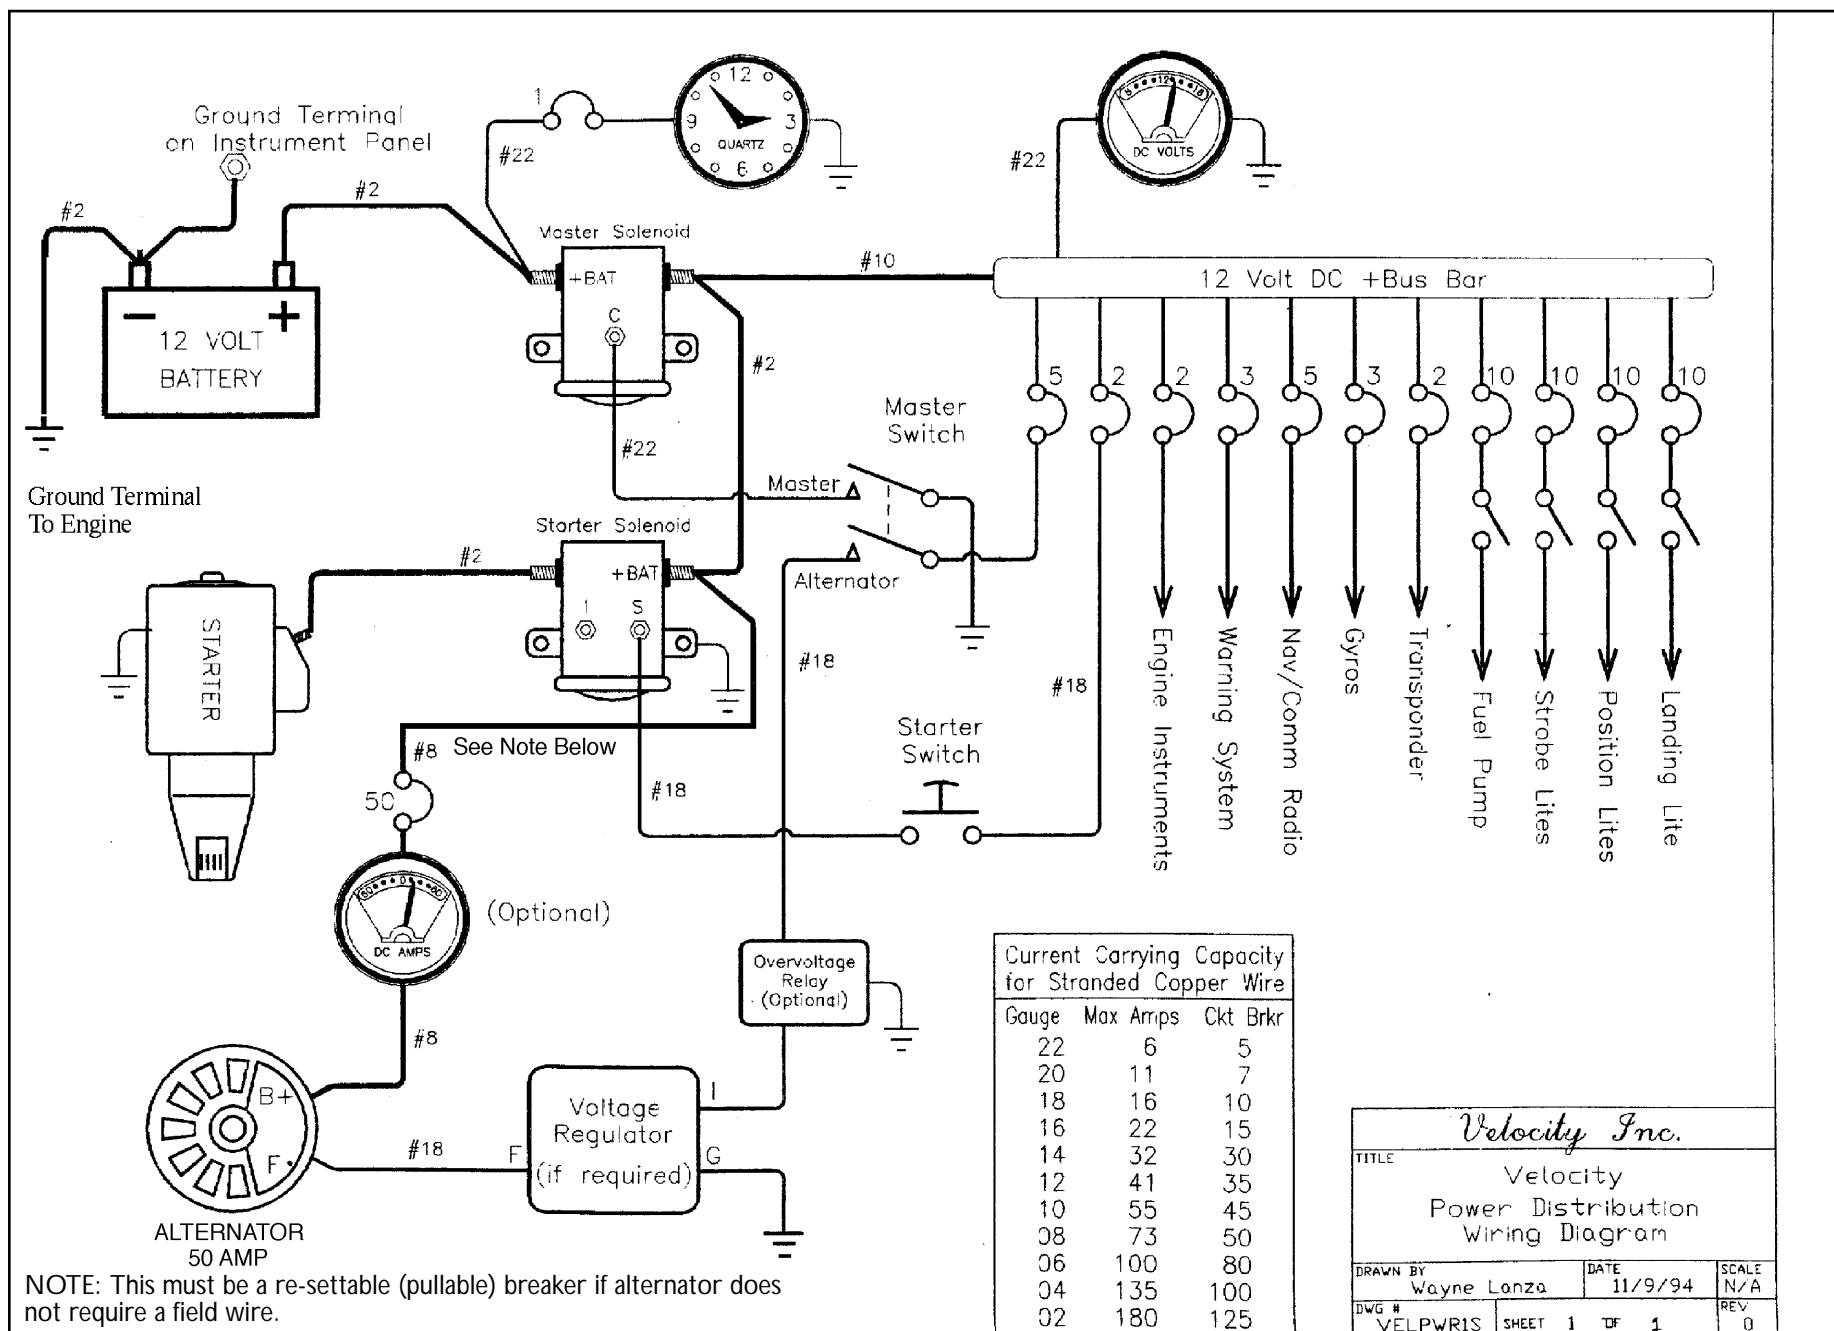 Ground Terminal
on Instrument Panel
#2
#2
12 VOLT
BATTERY
Ground Terminal
To Engine
1
#22
12
9
3
6
QUARTZ
#22
8 12 16
DC VOLTS
Master Solenoid
+BAT
C
#10
12 Volt DC +Bus Bar
#2
#22
5
2
2
3
5
3
2
10
10
10
10
Master
Switch
Master
Alternator
Starter Solenoid
+BAT
I
S
#2
STARTER
#18
#18
Engine Instruments
Warning System
Nav/Comm Radio
Gyros
Transponder
Fuel Pump
Strobe Lites
Position Lites
Landing Lite
Starter
Switch
#8
See Note Below
#18
50
60 0 60
DC AMPS
(Optional)
Overvoltage
Relay
(Optional)
#8
B+
F
#18
F
I
G
Voltage
Regulator
(if required)
ALTERNATOR
50 AMP
NOTE: This must be a re-settable (pullable) breaker if alternator does
not require a field wire.
Current Carrying Capacity
for Stranded Copper Wire
Gauge Max Amps Ckt Brkr
22 6 5
20 11 7
18 16 10
16 22 15
14 32 30
12 41 35
10 55 45
08 73 50
06 100 80
04 135 100
02 180 125
Velocity Inc.
TITLE
Velocity
Power Distribution
Wiring Diagram
DRAWN BY
Wayne Lanza
DATE
11/9/94
SCALE
N/A
DWG #
VELPWR1S
SHEET 1 OF 1
REV
0